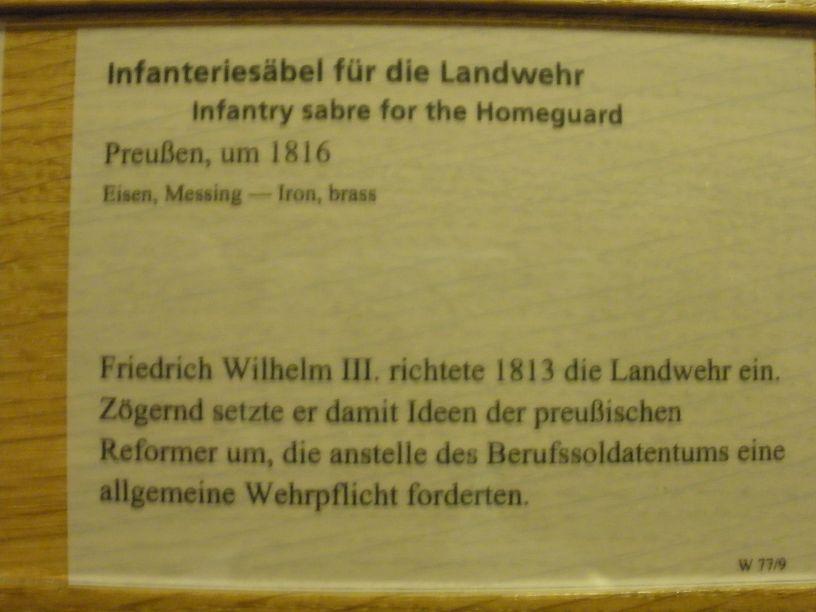 Infanteriesäbel für die Landwehr
Infantry sabre for the Homeguard
Preußen, um 1816
Eisen, Messing — Iron, brass
Friedrich Wilhelm III. richtete 1813 die Landwehr ein.
Zögernd setzte er damit Ideen der preußischen
Reformer um, die anstelle des Berufssoldatentums eine
allgemeine Wehrpflicht forderten.
W 77/9